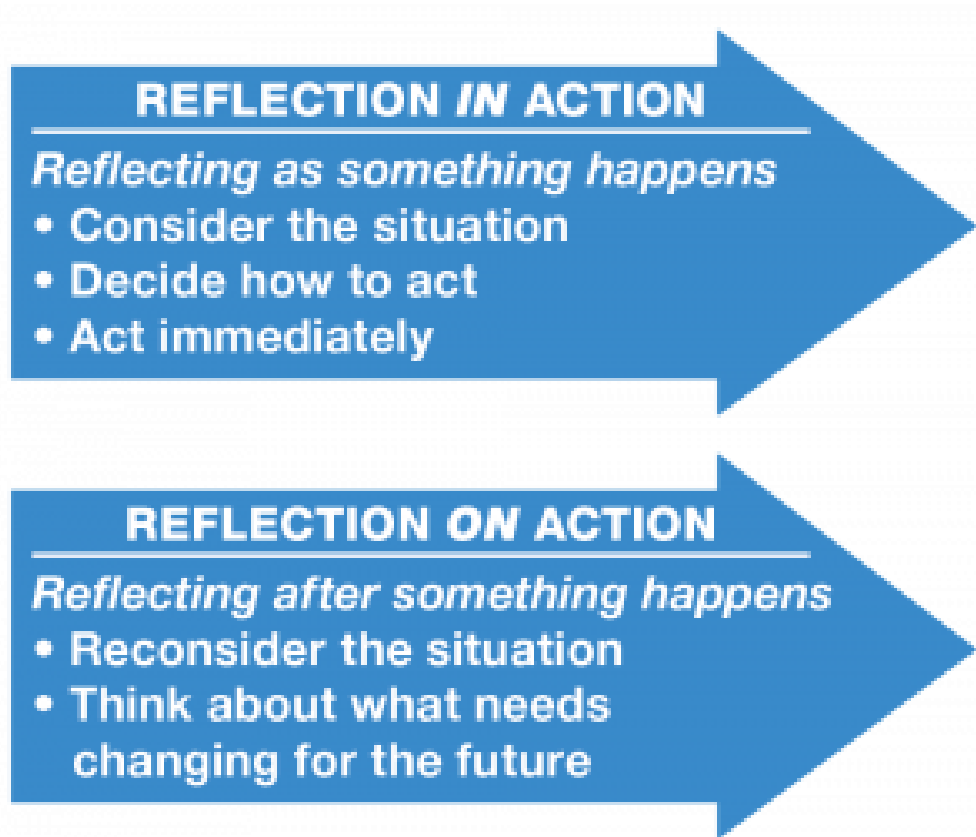 REFLECTION IN ACTION
Reflecting as something happens
• Consider the situation
• Decide how to act
• Act immediately
REFLECTION ON ACTION
Reflecting after something happens
• Reconsider the situation
• Think about what needs
changing for the future